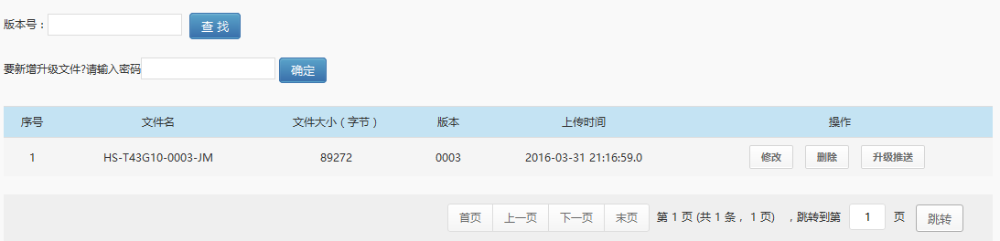 版本号： 查 找
要新增升级文件?请输入密码 确定
序号 文件名 文件大小（字节） 版本 上传时间 操作
1 HS-T43G10-0003-JM 89272 0003 2016-03-31 21:16:59.0 修改 删除 升级推送
首页 上一页 下一页 末页 第 1 页 (共 1 条， 1 页) ，跳转到第 1 页 跳转